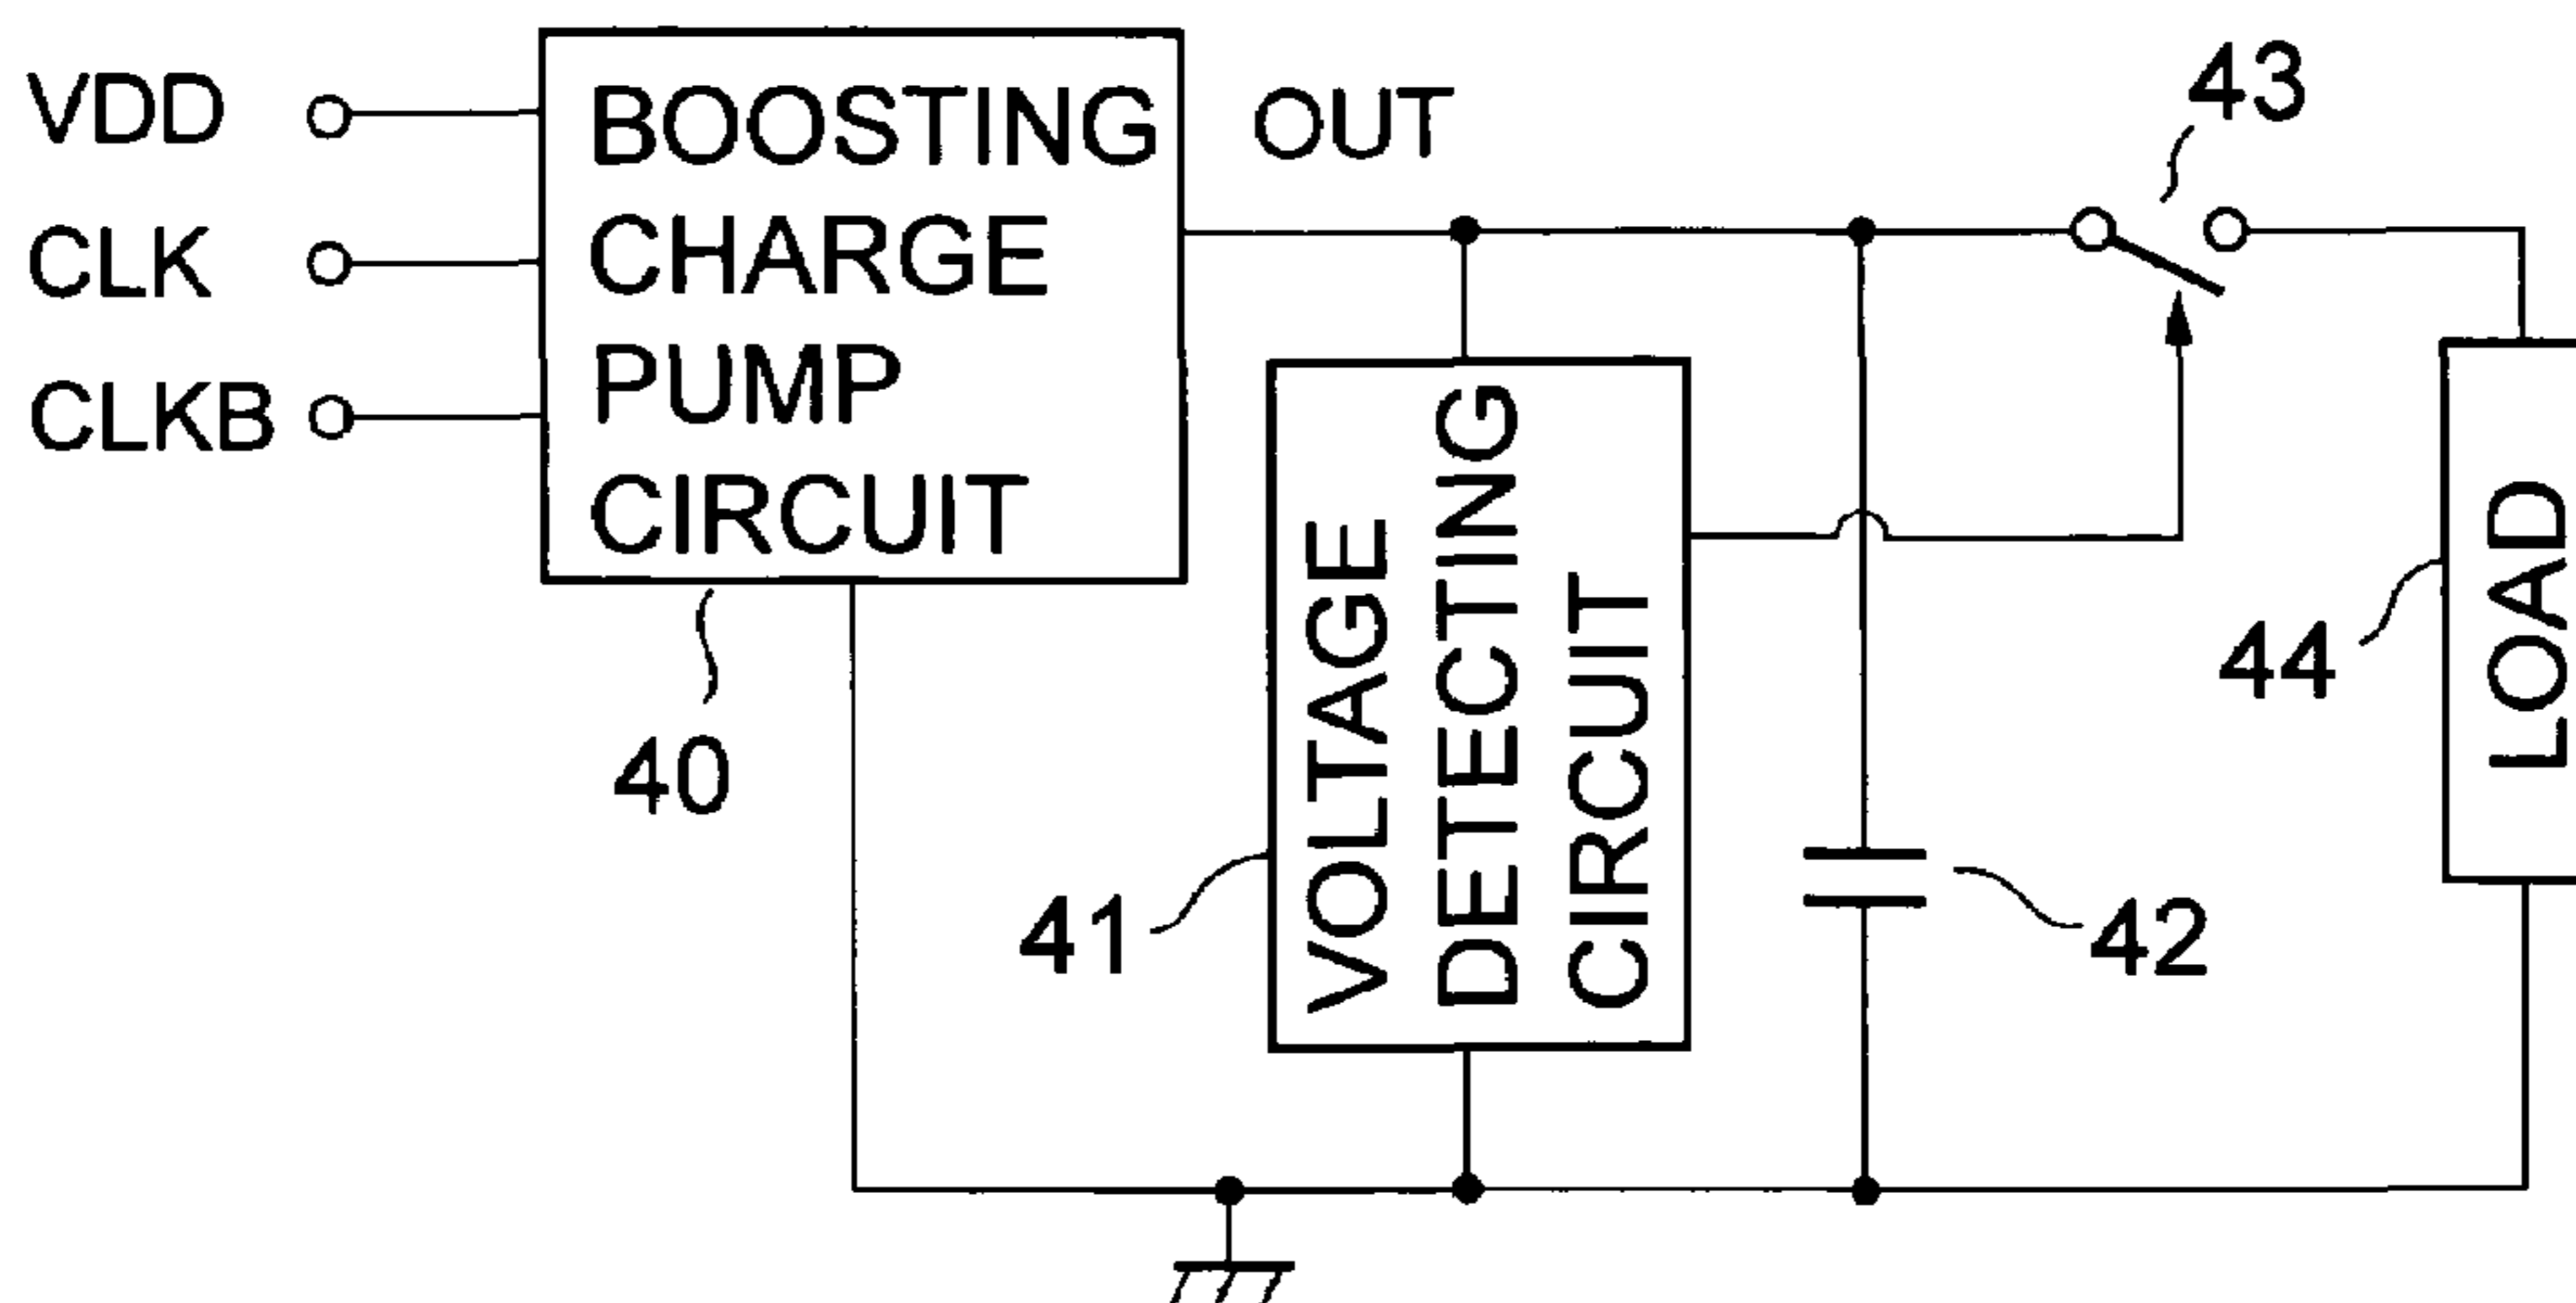 VDD
CLK
CLKB
BOOSTING
CHARGE
PUMP
CIRCUIT
40
OUT
43
VOLTAGE
DETECTING
CIRCUIT
41
42
LOAD
44